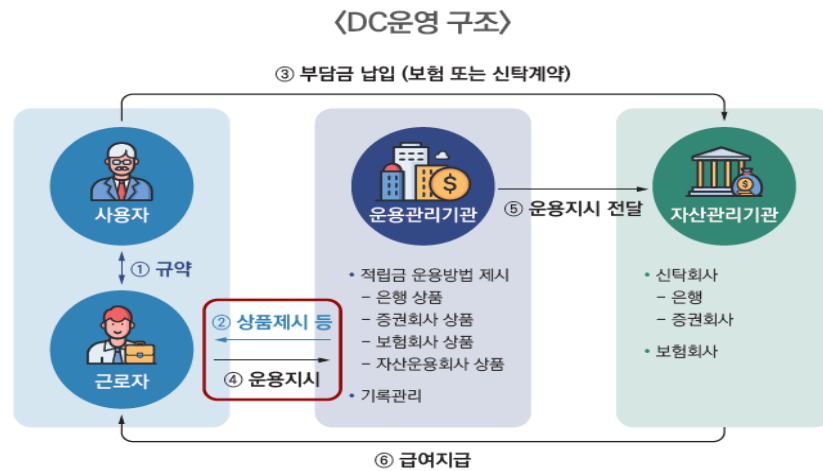 〈DC운영 구조〉
③ 부담금 납입 (보험 또는 신탁계약)
사용자
① 규약
근로자
② 상품제시 등
④ 운용지시
운용관리기관
• 적립금 운용방법 제시
– 은행 상품
– 증권회사 상품
– 보험회사 상품
– 자산운용회사 상품
• 기록관리
⑤ 운용지시 전달
자산관리기관
• 신탁회사
– 은행
– 증권회사
• 보험회사
⑥ 급여지급